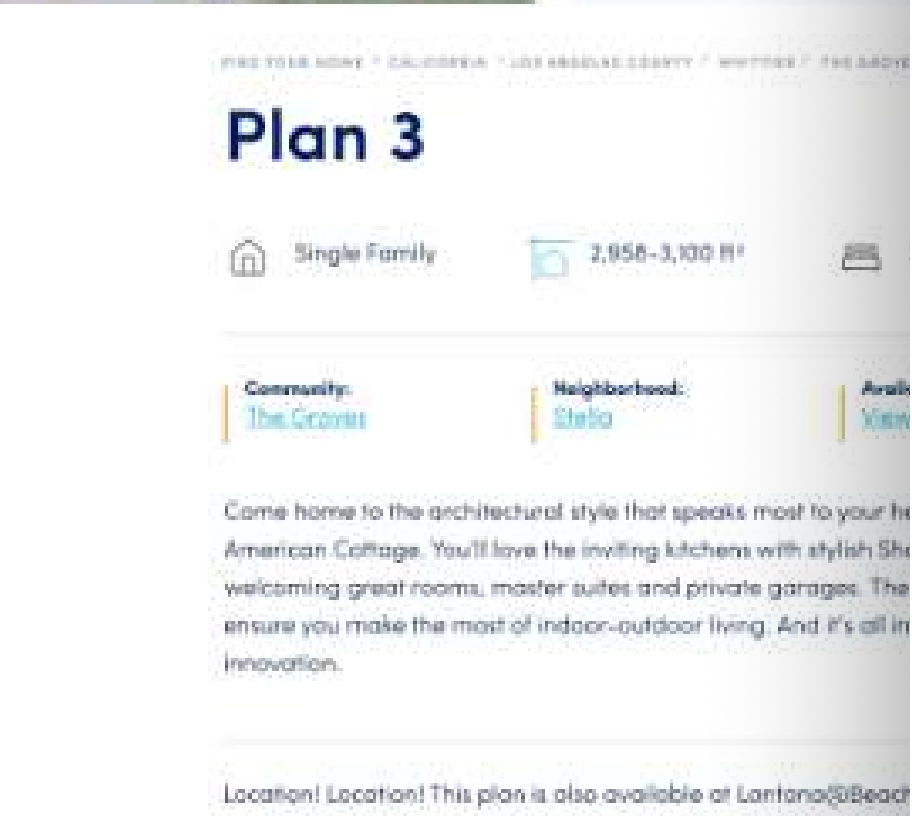 FIND YOUR HOME / CALIFORNIA / LOS ANGELES COUNTY / WHITTIER / THE GROVE
Plan 3
Single Family
2,958-3,100 ft²
Community:
Neighborhood:
The Groves
Stella
View
Come home to the architectural style that speaks most to your
American Cottage. You'll love the inviting kitchens with stylish
welcoming great rooms, master suites and private garages. The
ensure you make the most of indoor-outdoor living. And it's all in
innovation.
Location! Location! This plan is also available at Lantana@Beach